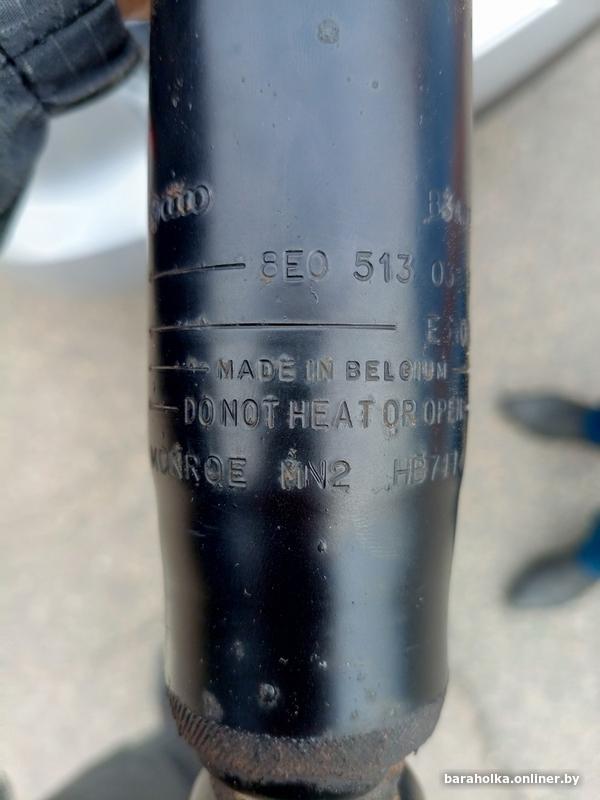 8E0 513
MADE IN BELGIUM
DO NOT HEAT OR OPEN
MONROE MN2
baraholka.onliner.by